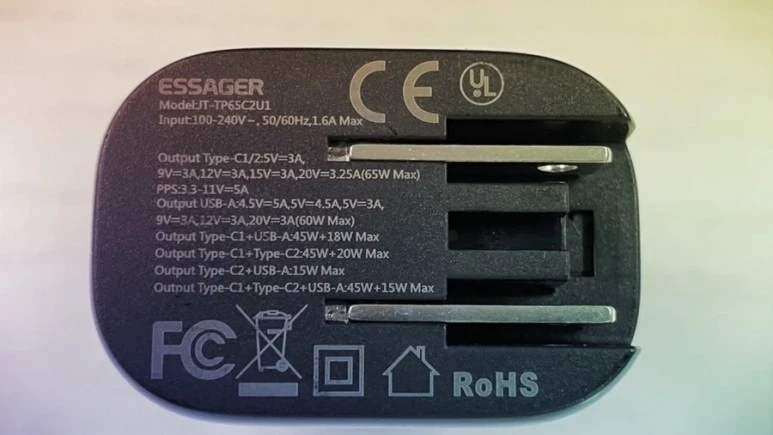 ESSAGER
Model:JT-TP65C2U1
Input:100-240V~, 50/60Hz,1.6A Max
CE
UL
Output Type-C1/2:5V=3A,
9V=3A,12V=3A,15V=3A,20V=3.25A(65W Max)
PPS:3.3-11V=5A
Output USB-A:4.5V=5A,5V=4.5A,5V=3A,
9V=3A,12V=3A,20V=3A(60W Max)
Output Type-C1+USB-A:45W+18W Max
Output Type-C1+Type-C2:45W+20W Max
Output Type-C2+USB-A:15W Max
Output Type-C1+Type-C2+USB-A:45W+15W Max
FC
RoHS